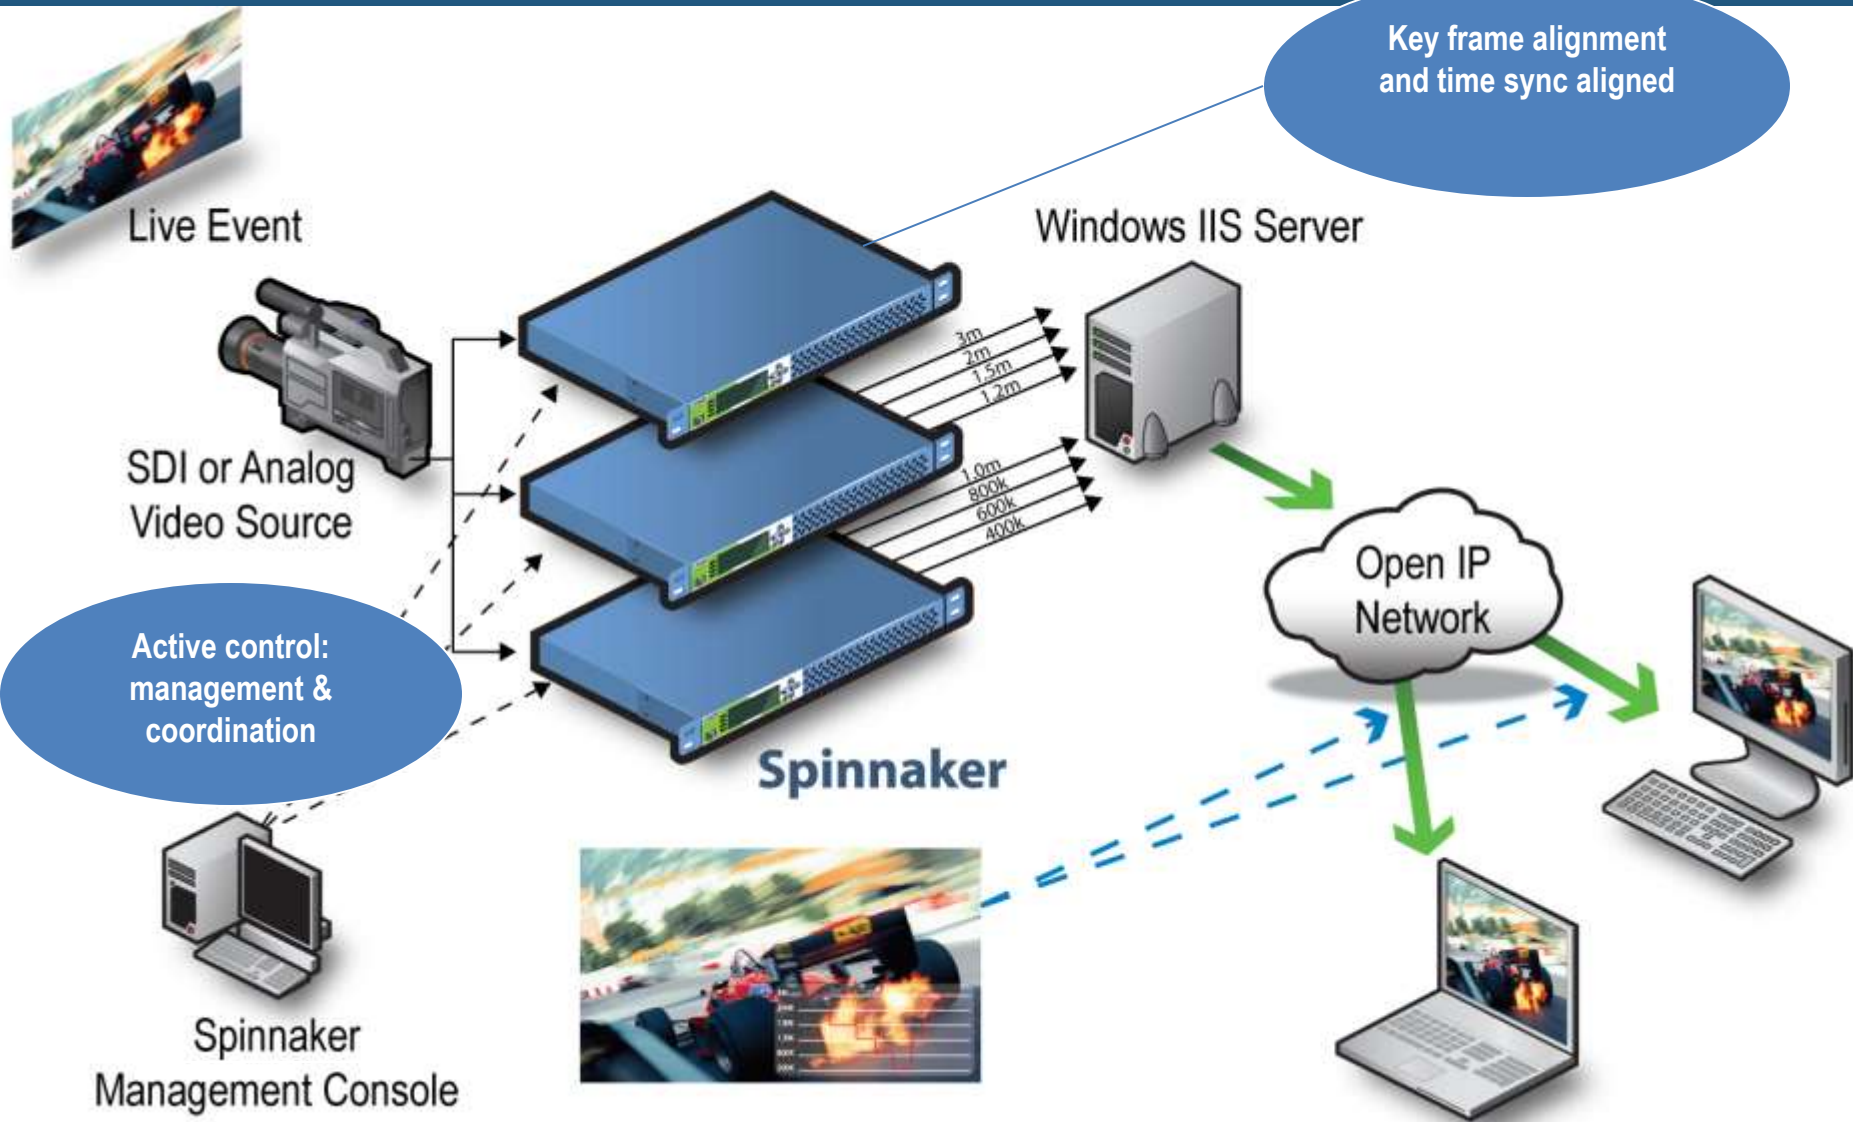 Key frame alignment
and time sync aligned
Live Event
Windows IIS Server
3m
2m
1.5m
1.2m
SDI or Analog
Video Source
1.0m
800k
600k
400k
Open IP
Network
Active control:
management &
coordination
Spinnaker
Spinnaker
Management Console